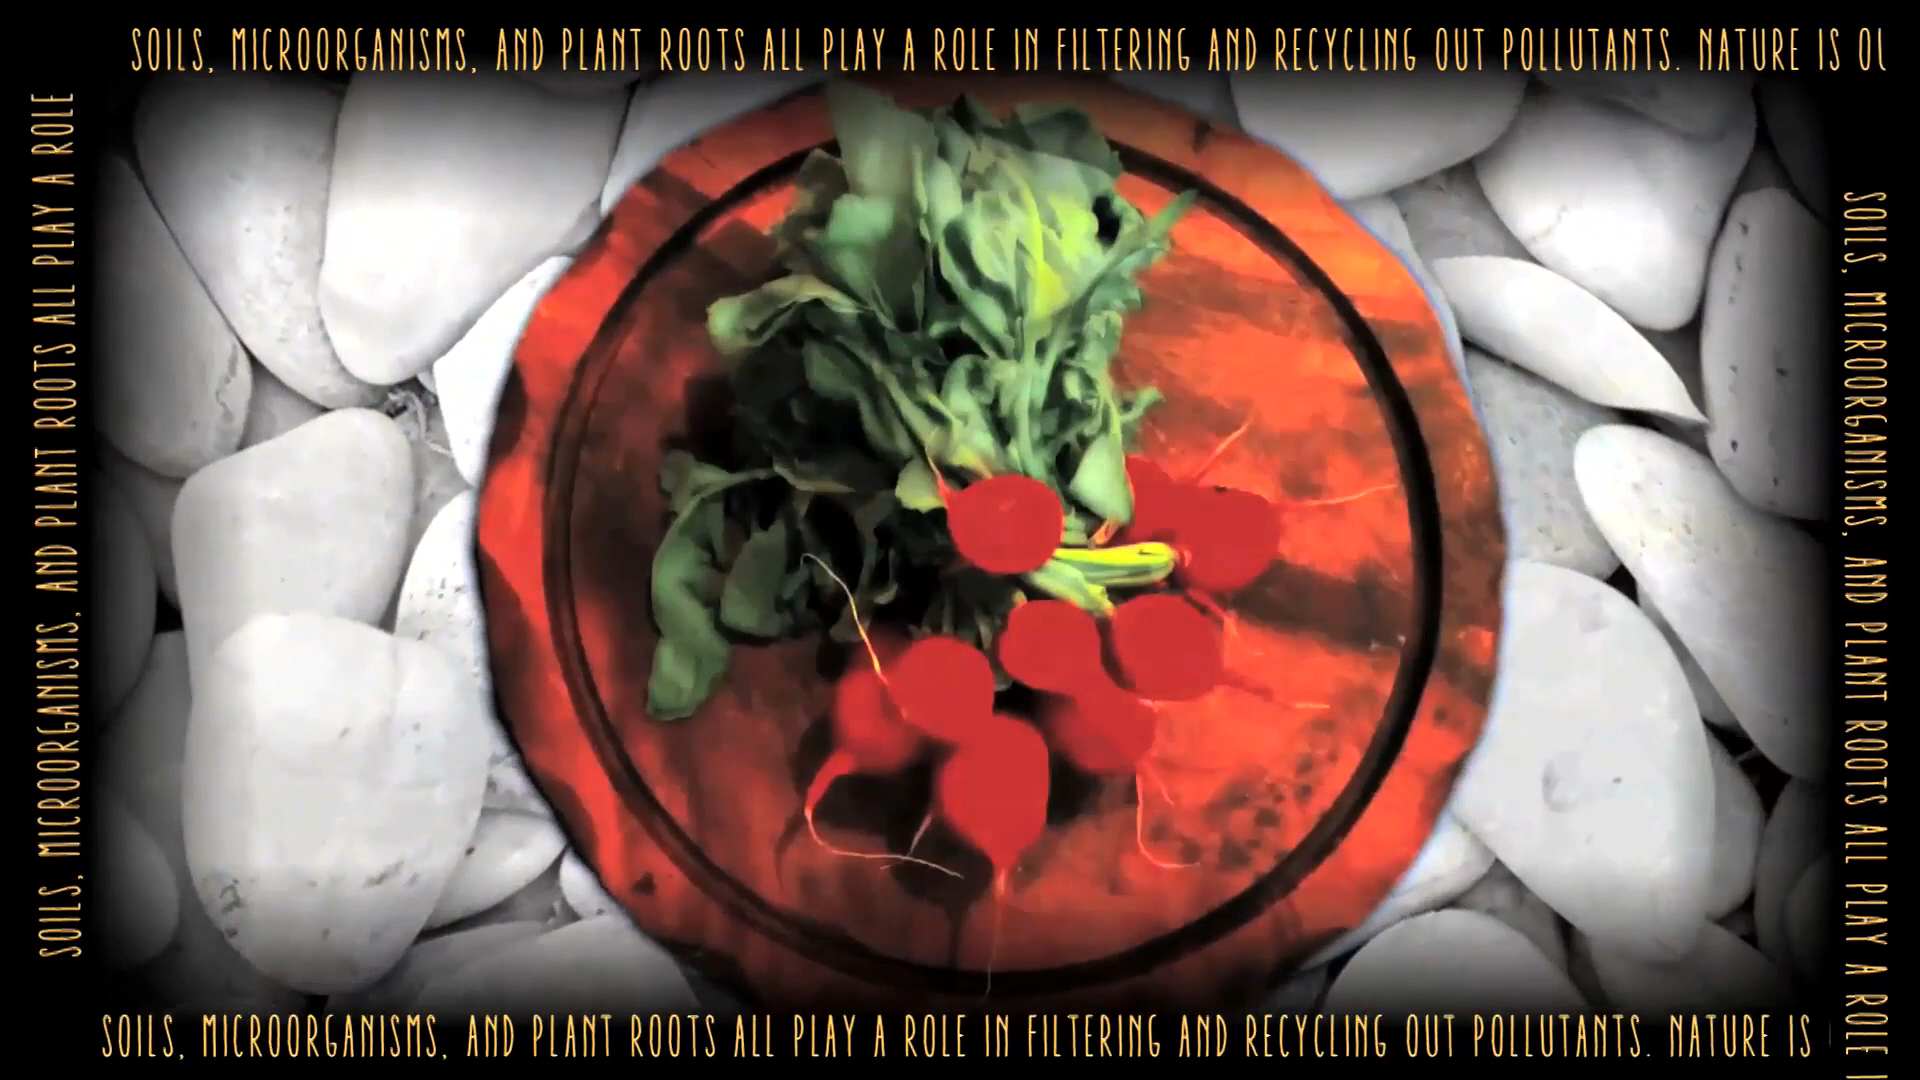 SOILS, MICROORGANISMS, AND PLANT ROOTS ALL PLAY A ROLE IN FILTERING AND RECYCLING OUT POLLUTANTS. NATURE IS
SOILS, MICROORGANISMS, AND PLANT ROOTS ALL PLAY A ROLE
SOILS, MICROORGANISMS, AND PLANT ROOTS ALL PLAY A ROLE
SOILS, MICROORGANISMS, AND PLANT ROOTS ALL PLAY A ROLE IN FILTERING AND RECYCLING OUT POLLUTANTS. NATURE IS